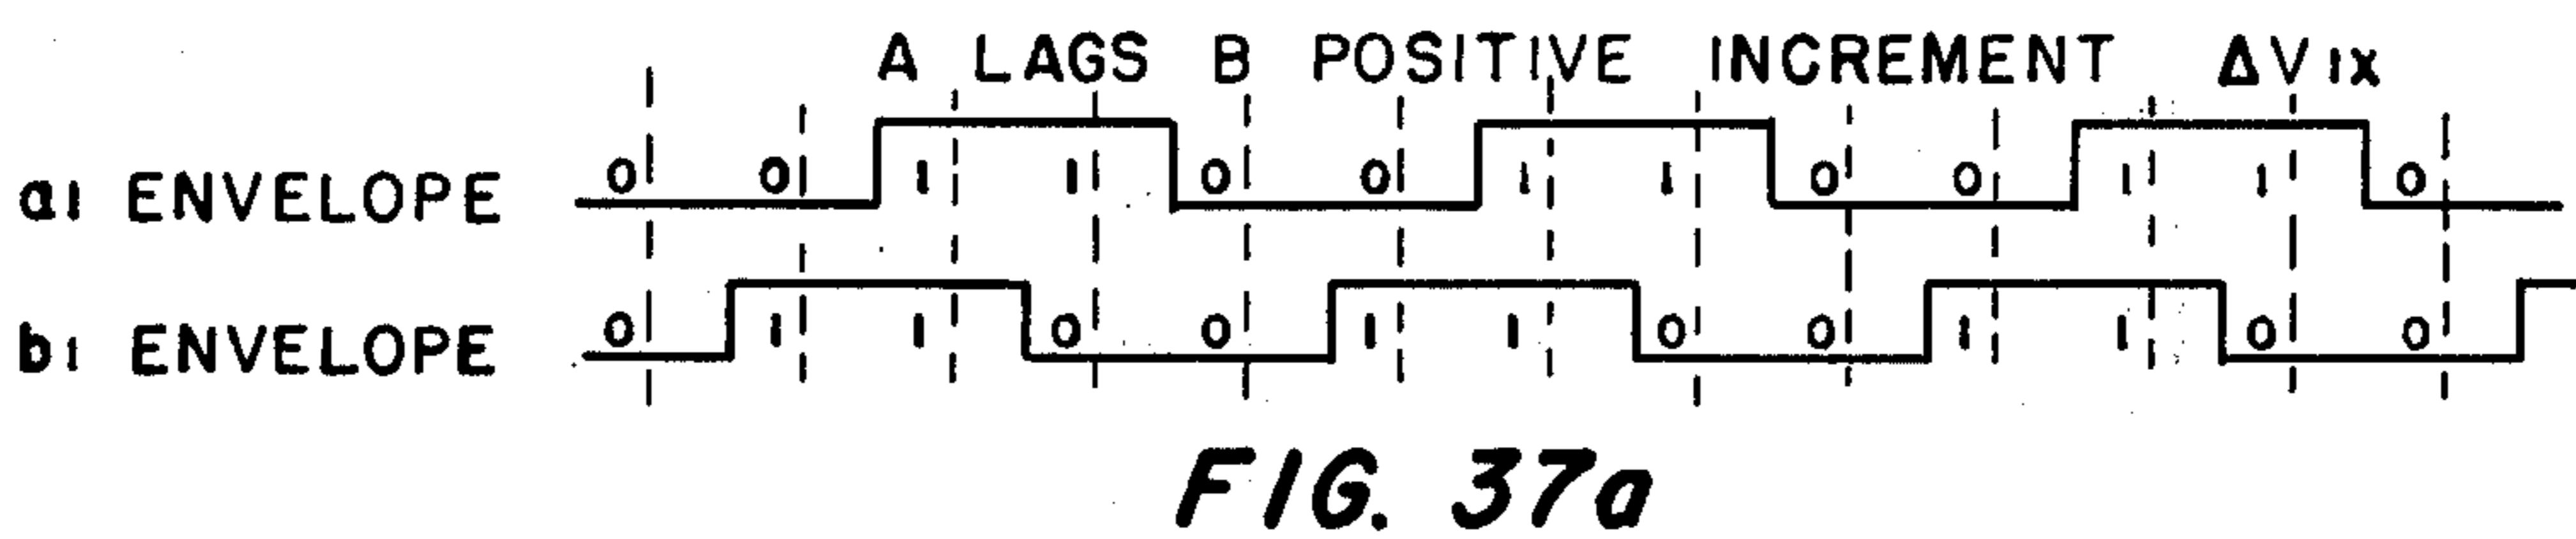 A LAGS B POSITIVE INCREMENT ΔV1x
a1 ENVELOPE 0 0 1 1 0 0 1 1 0 0 1 1 0
b1 ENVELOPE 0 1 1 0 0 1 1 0 0 1 1 0 0
FIG. 37a